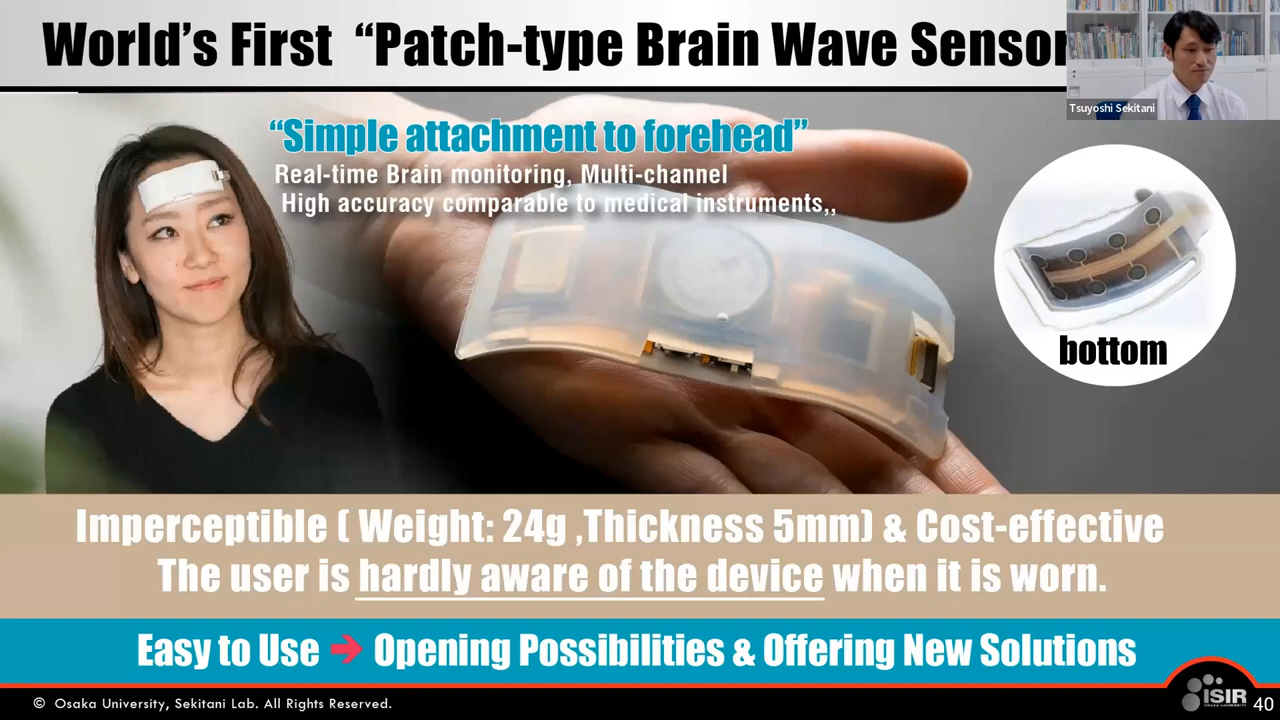 World's First “Patch-type Brain Wave Sensor
Tsuyoshi Sekitani
“Simple attachment to forehead”
Real-time Brain monitoring, Multi-channel
High accuracy comparable to medical instruments,,
bottom
Imperceptible ( Weight: 24g ,Thickness 5mm) & Cost-effective
The user is hardly aware of the device when it is worn.
Easy to Use ➔ Opening Possibilities & Offering New Solutions
© Osaka University, Sekitani Lab. All Rights Reserved.
ISIR
OSAKA UNIVERSITY
40